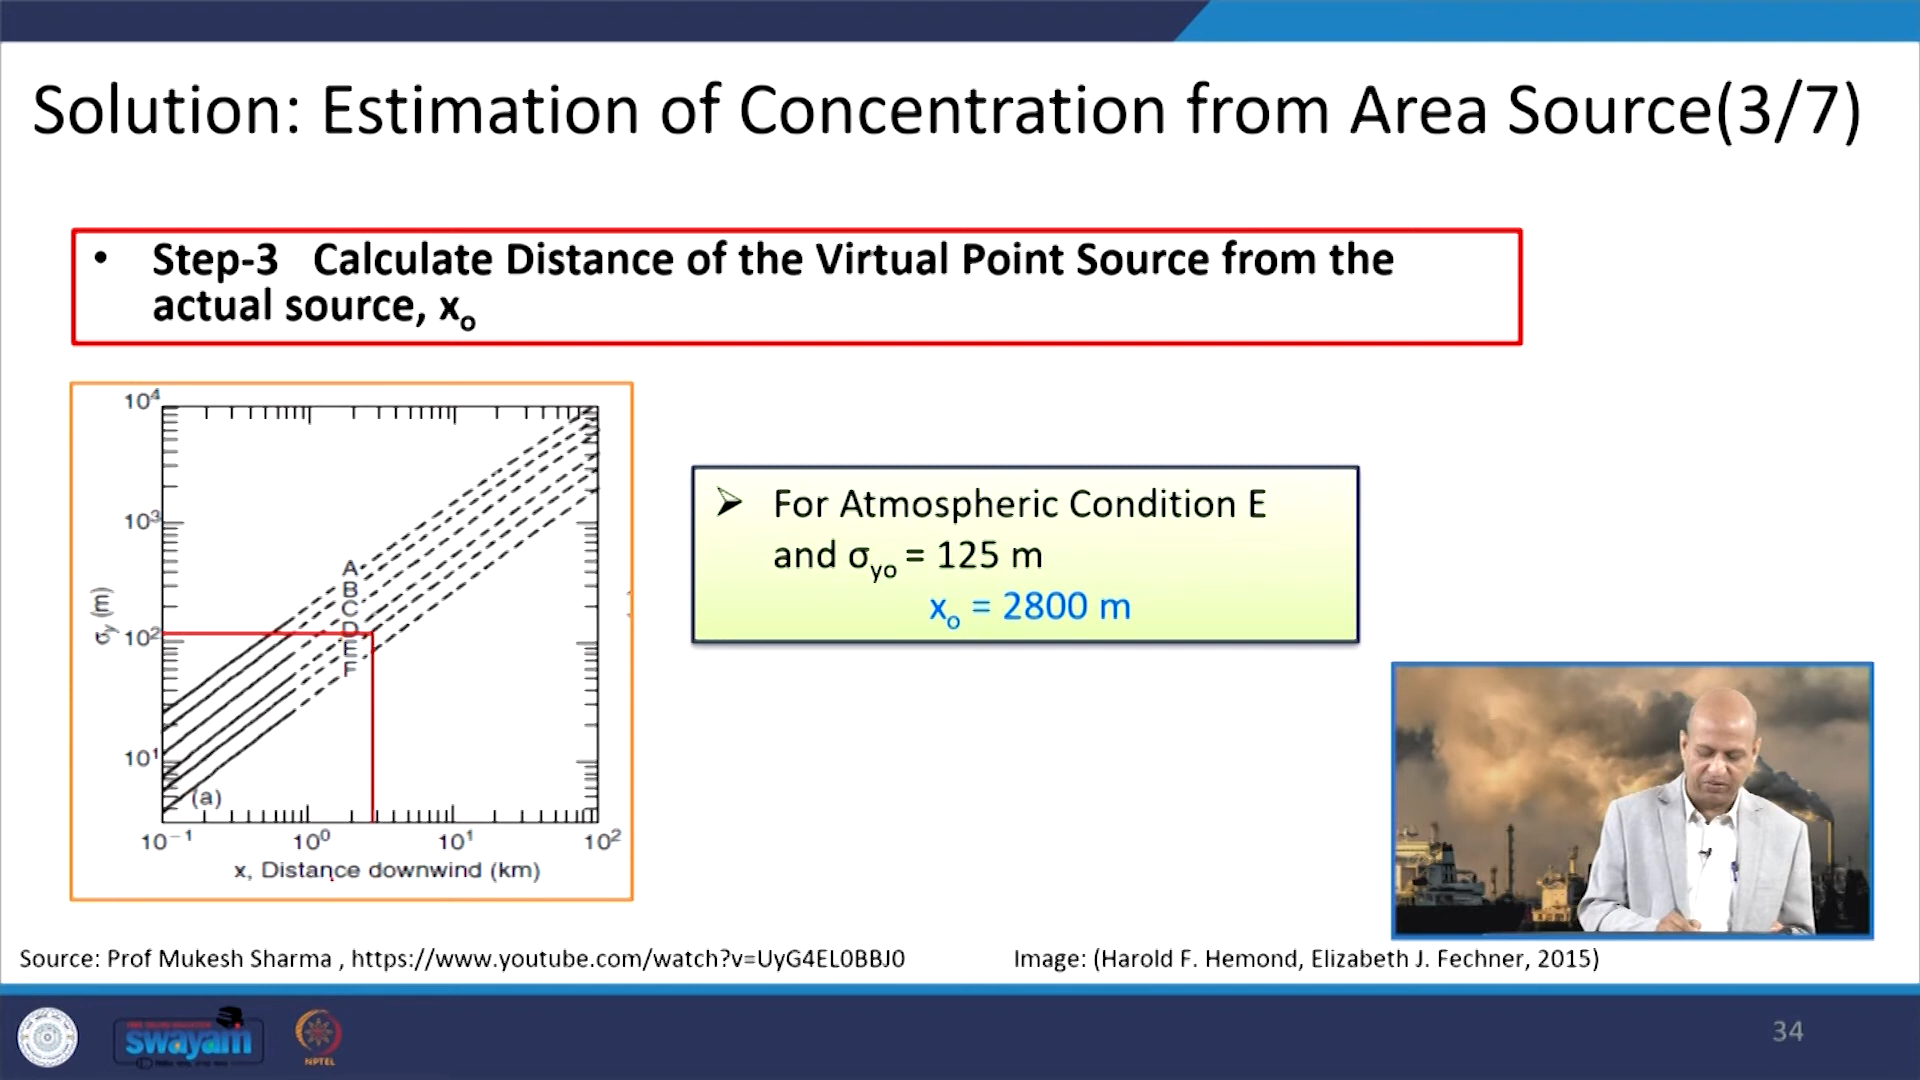 Solution: Estimation of Concentration from Area Source(3/7)
• Step-3 Calculate Distance of the Virtual Point Source from the
actual source, xo
10⁴
10³
10²
10¹
σy (m)
A
B
C
D
E
F
(a)
10⁻¹ 10⁰ 10¹ 10²
x, Distance downwind (km)
➢ For Atmospheric Condition E
and σyo = 125 m
xo = 2800 m
Source: Prof Mukesh Sharma , https://www.youtube.com/watch?v=UyG4EL0BBJ0
Image: (Harold F. Hemond, Elizabeth J. Fechner, 2015)
swayam
NPTEL
34